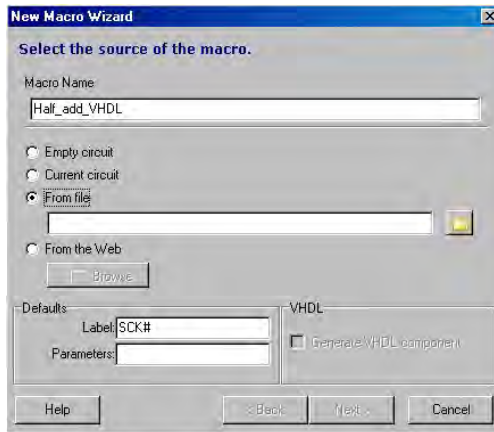 New Macro Wizard
Select the source of the macro.
Macro Name
Half_add_VHDL
Empty circuit
Current circuit
From file
From the Web
Browse
Defaults
Label: SCK#
Parameters:
VHDL
Generate VHDL component
Help
< Back
Next >
Cancel